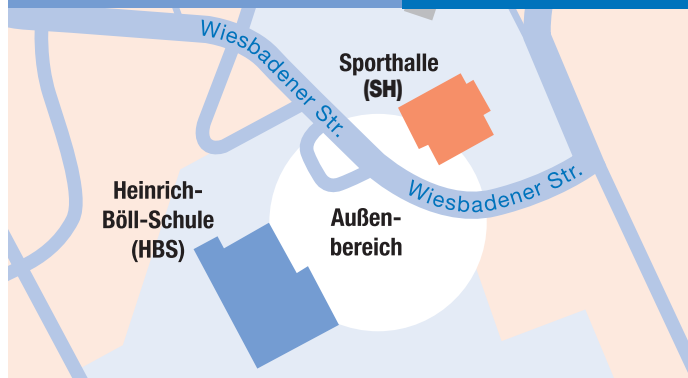 Wiesbadener Str.
Sporthalle
(SH)
Heinrich-
Böll-Schule
(HBS)
Wiesbadener Str.
Außen-
bereich